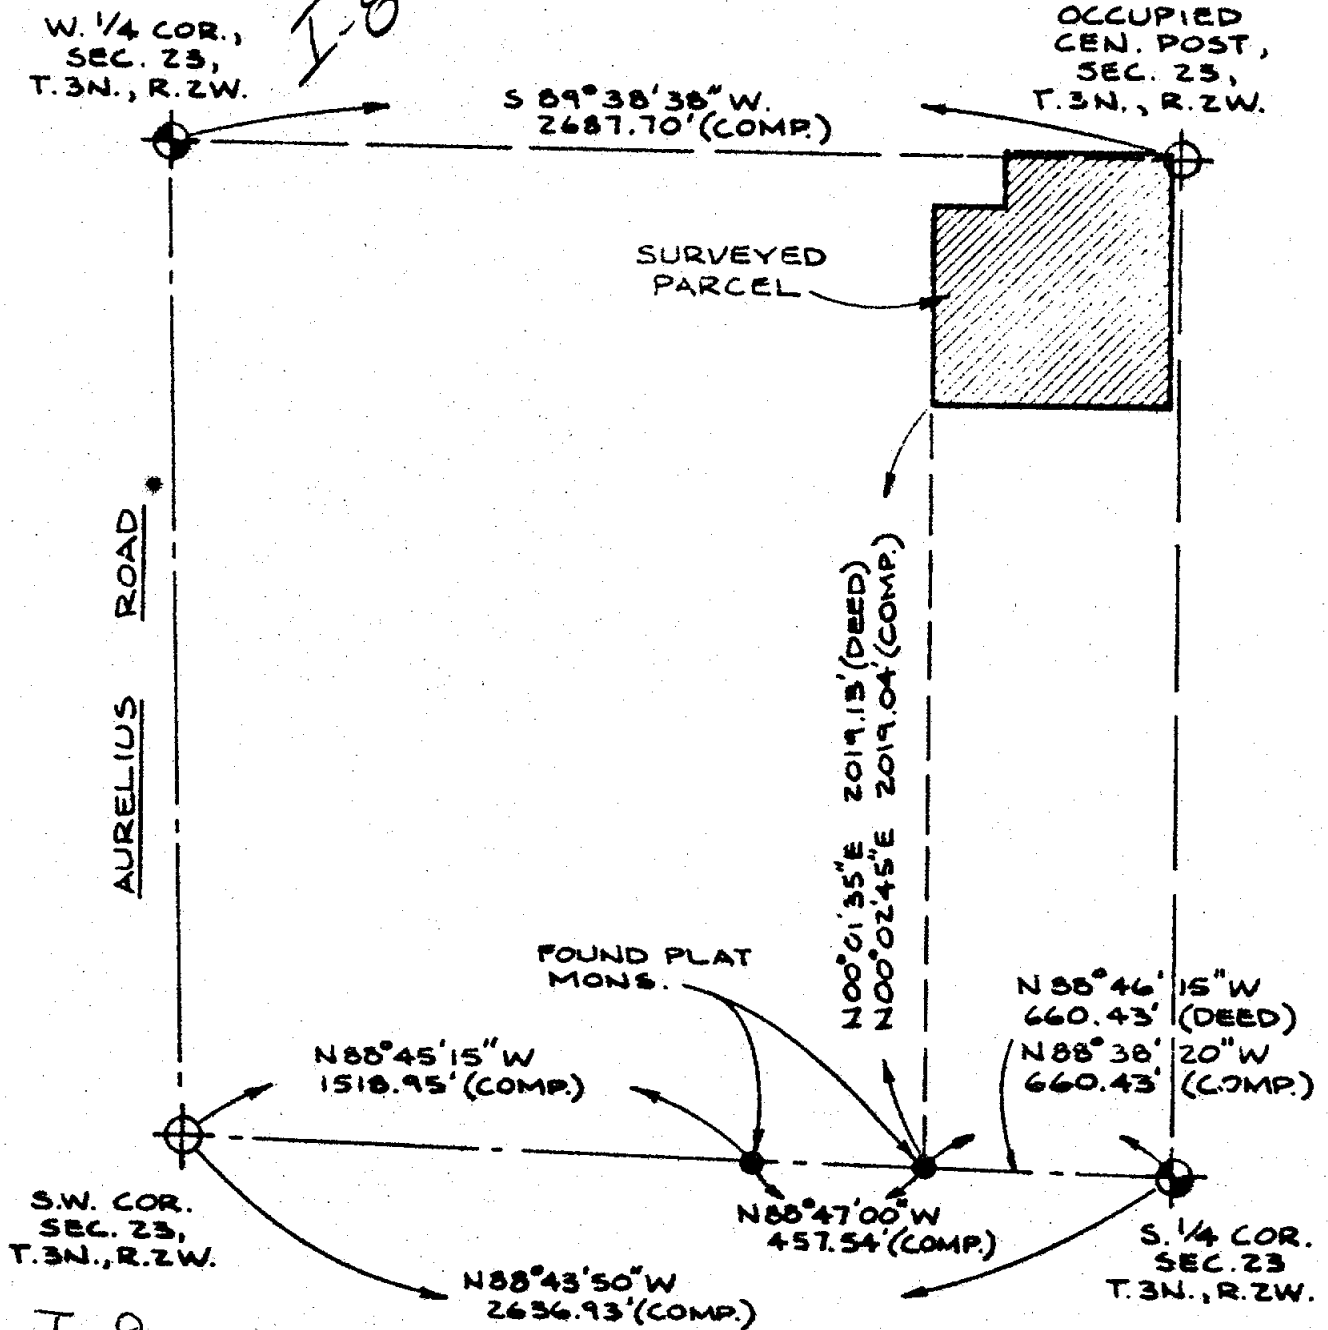 I-8
W. 1/4 COR.,
SEC. 23,
T.3N., R.2W.
OCCUPIED
CEN. POST,
SEC. 23,
T.3N., R.2W.
S 89°38'38" W.
2687.70' (COMP.)
SURVEYED
PARCEL
AURELIUS ROAD
N00°01'35"E 2019.13' (DEED)
N00°02'45"E 2019.04' (COMP.)
FOUND PLAT
MONS.
N 88°46'15" W
660.43' (DEED)
N 88°38'20" W
660.43' (COMP.)
N88°45'15" W
1518.95' (COMP.)
S.W. COR.
SEC. 23,
T.3N., R.2W.
N88°47'00" W
457.54' (COMP.)
S. 1/4 COR.
SEC. 23
T.3N., R.2W.
N88°43'50" W
2636.93' (COMP.)